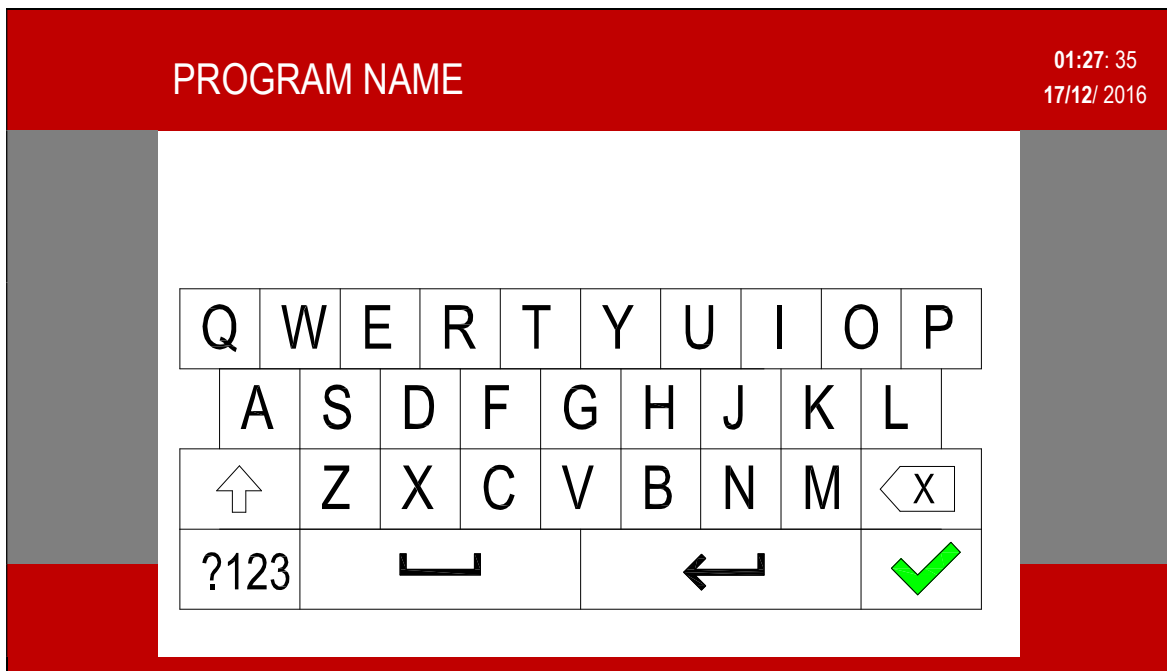 PROGRAM NAME
01:27: 35
17/12/ 2016
Q W E R T Y U I O P
A S D F G H J K L
Z X C V B N M X
?123